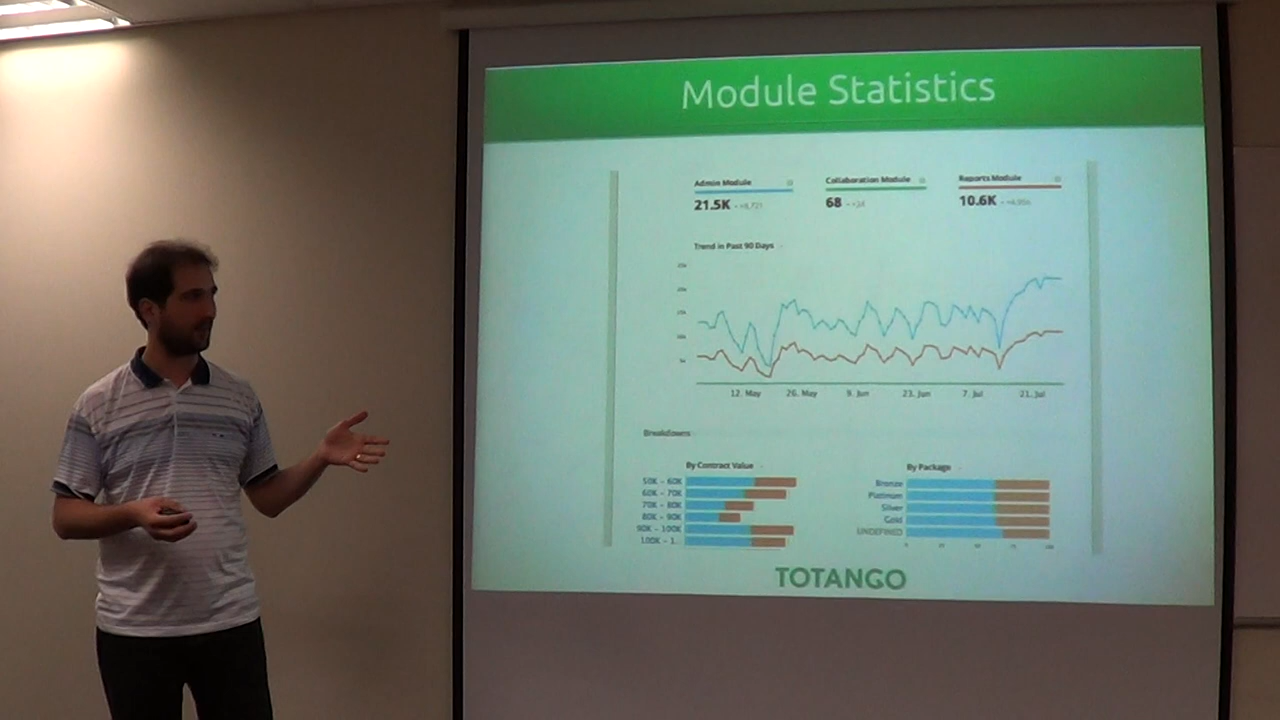 Module Statistics
Admin Module Collaboration Module Reports Module
21.5K 68 10.6K
Trend in Past 90 Days
12. May 26. May 9. Jun 23. Jun 7. Jul 21. Jul
Breakdowns
By Contract Value By Package
50K - 60K Bronze
60K - 70K Platinum
70K - 80K Silver
80K - 90K Gold
90K - 100K UNDEFINED
100K - 1...
TOTANGO